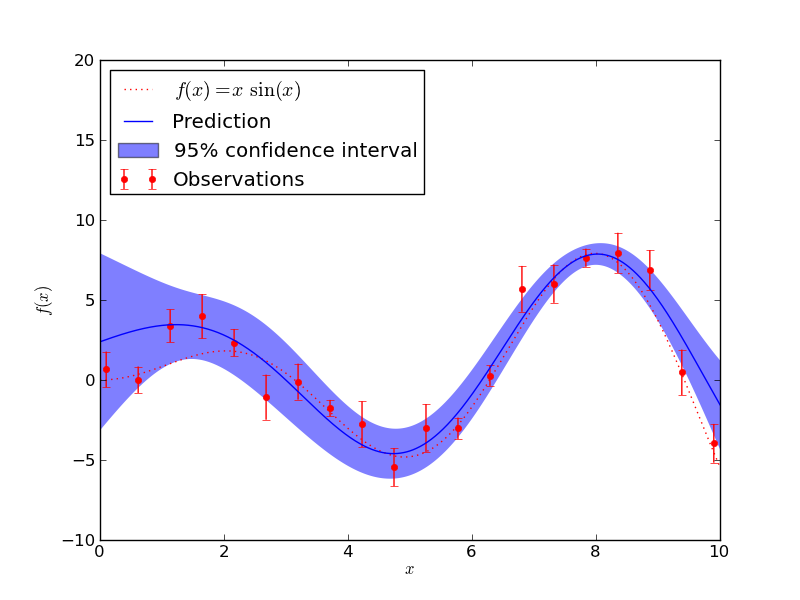 20
15
10
5
0
−5
−10
f(x)
f(x) = x sin(x)
Prediction
95% confidence interval
Observations
0 2 4 6 8 10
x